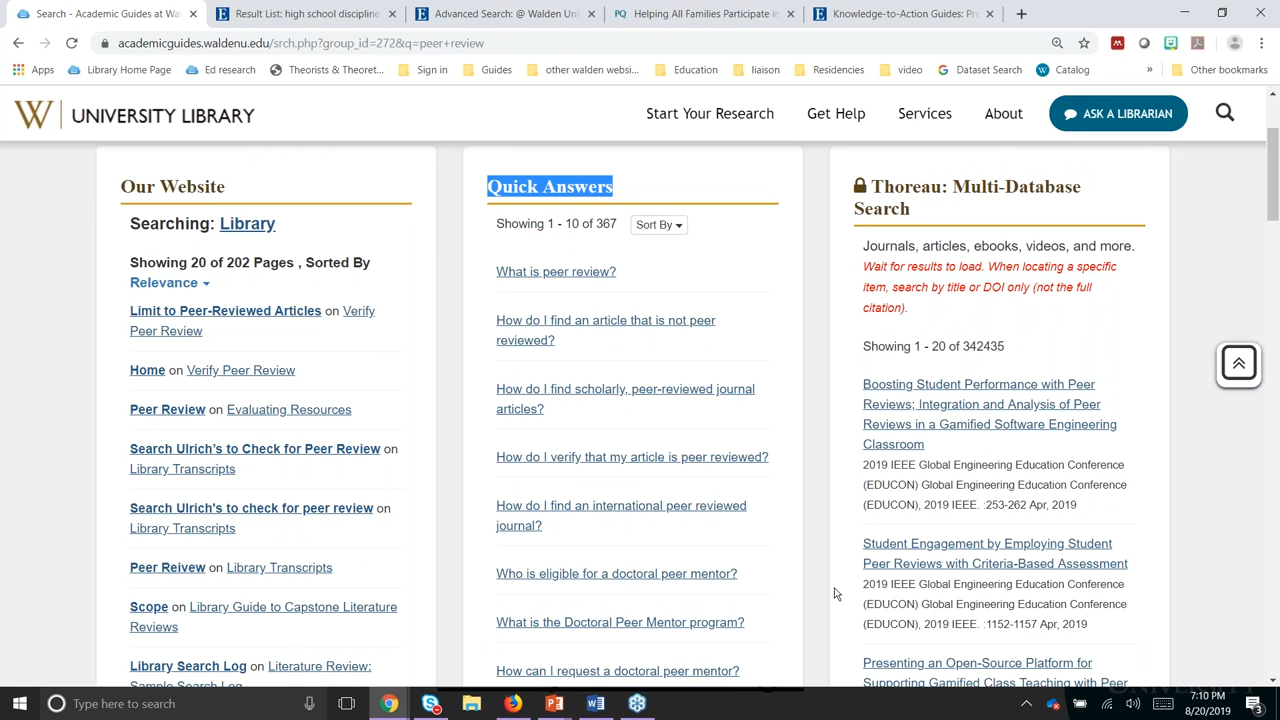 Search - Academic Guides at Wal
Result List: high school discipline
Advanced Search @ Walden Uni
PQ Helping All Families Participate in
Knowledge-to-Action Guides: Pr
academicguides.waldenu.edu/srch.php?group_id=272&q=peer+review
Apps Library Home Page Ed research Theorists & Theoret... Sign in Guides other walden websi... Education liaison Residencies video Dataset Search Catalog » Other bookmarks
W UNIVERSITY LIBRARY
Start Your Research Get Help Services About ASK A LIBRARIAN
Our Website
Searching: Library
Showing 20 of 202 Pages , Sorted By
Relevance
Limit to Peer-Reviewed Articles on Verify
Peer Review
Home on Verify Peer Review
Peer Review on Evaluating Resources
Search Ulrich's to Check for Peer Review on
Library Transcripts
Search Ulrich's to check for peer review on
Library Transcripts
Peer Reivew on Library Transcripts
Scope on Library Guide to Capstone Literature
Reviews
Library Search Log on Literature Review:
Sample Search Log
Quick Answers
Showing 1 - 10 of 367 Sort By
What is peer review?
How do I find an article that is not peer
reviewed?
How do I find scholarly, peer-reviewed journal
articles?
How do I verify that my article is peer reviewed?
How do I find an international peer reviewed
journal?
Who is eligible for a doctoral peer mentor?
What is the Doctoral Peer Mentor program?
How can I request a doctoral peer mentor?
Thoreau: Multi-Database
Search
Journals, articles, ebooks, videos, and more.
Wait for results to load. When locating a specific
item, search by title or DOI only (not the full
citation).
Showing 1 - 20 of 342435
Boosting Student Performance with Peer
Reviews; Integration and Analysis of Peer
Reviews in a Gamified Software Engineering
Classroom
2019 IEEE Global Engineering Education Conference
(EDUCON) Global Engineering Education Conference
(EDUCON), 2019 IEEE. :253-262 Apr, 2019
Student Engagement by Employing Student
Peer Reviews with Criteria-Based Assessment
2019 IEEE Global Engineering Education Conference
(EDUCON) Global Engineering Education Conference
(EDUCON), 2019 IEEE. :1152-1157 Apr, 2019
Presenting an Open-Source Platform for
Supporting Gamified Class Teaching with Peer
Type here to search
7:10 PM
8/20/2019
3